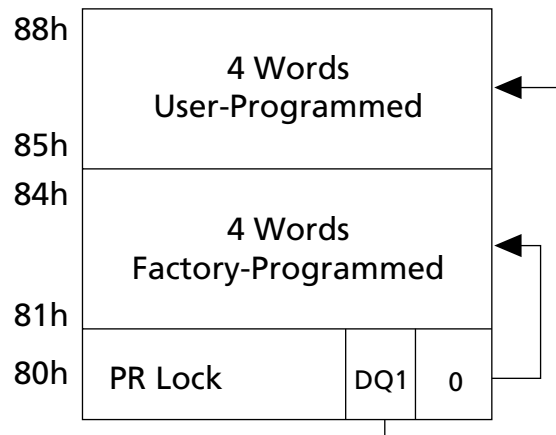 88h
4 Words
User-Programmed
85h
84h
4 Words
Factory-Programmed
81h
80h PR Lock DQ1 0